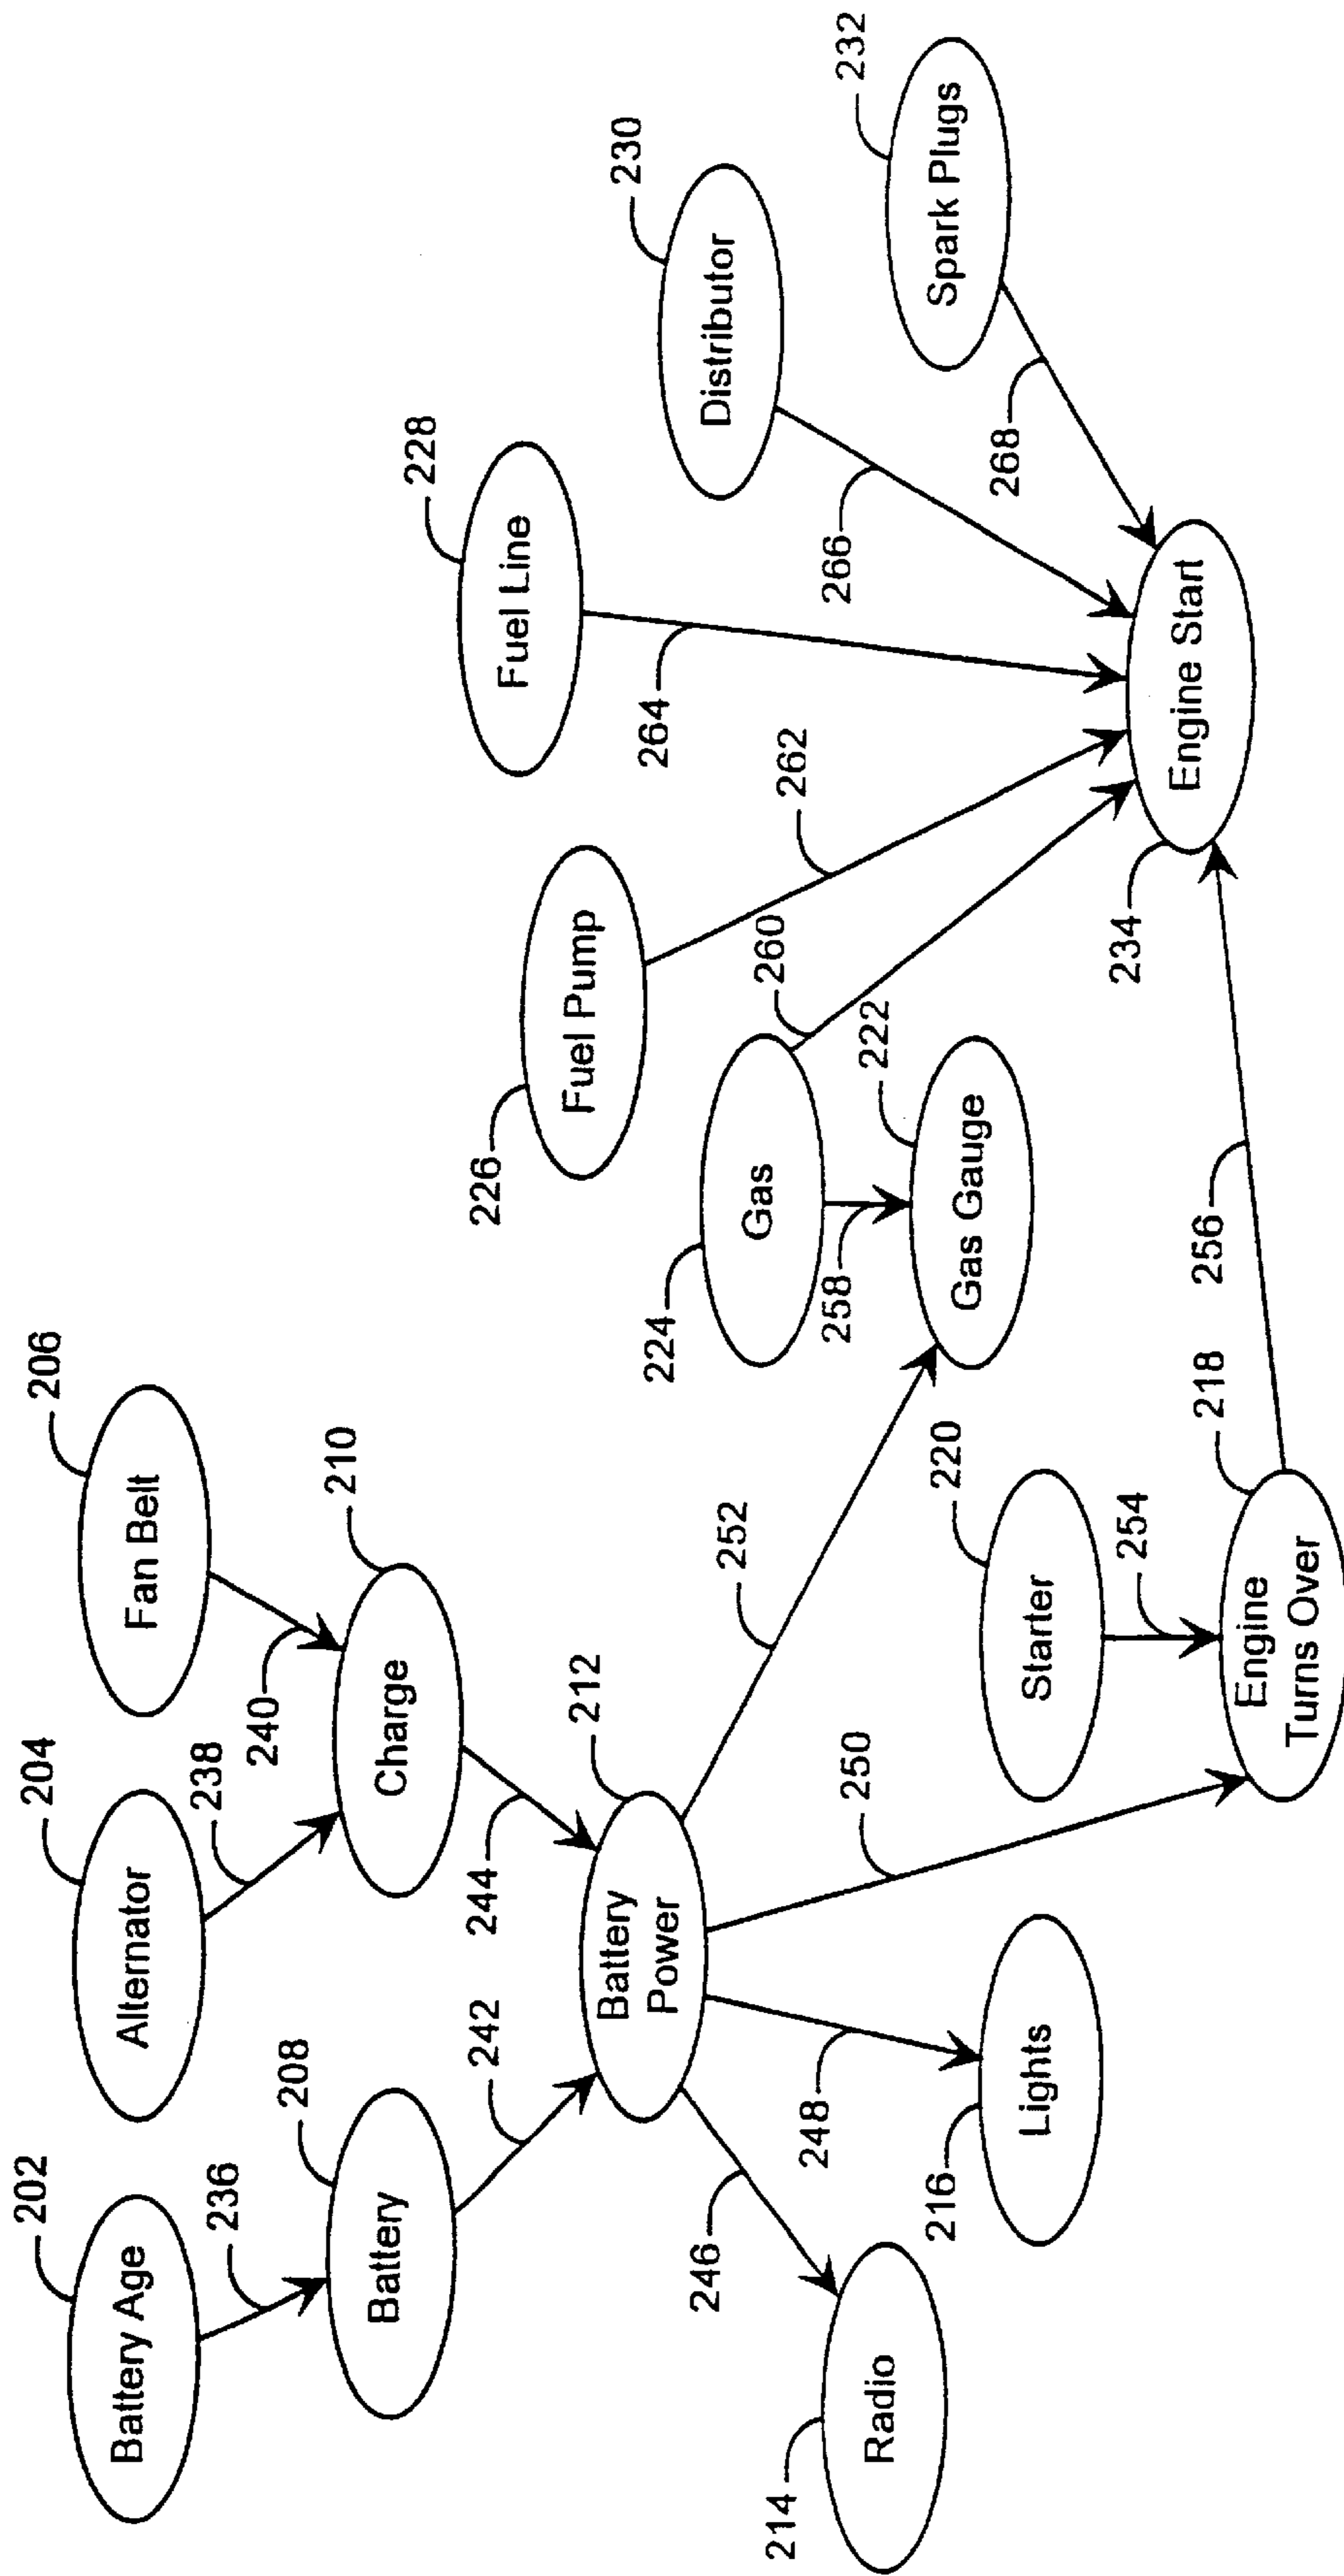 202
Battery Age
236
204
Alternator
238
206
Fan Belt
240
208
Battery
242
210
Charge
244
212
Battery
Power
246
248
250
252
214
Radio
216
Lights
220
Starter
254
218
Engine
Turns Over
256
224
Gas
258
260
222
Gas Gauge
226
Fuel Pump
262
228
Fuel Line
264
230
Distributor
266
232
Spark Plugs
268
234
Engine Start